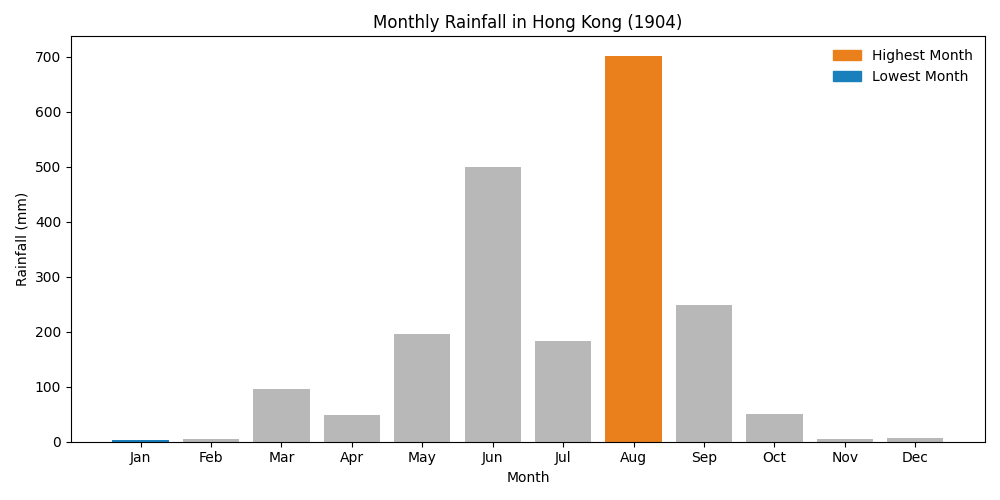 Monthly Rainfall in Hong Kong (1904)
Highest Month
Lowest Month
Rainfall (mm)
700
600
500
400
300
200
100
0
Jan Feb Mar Apr May Jun Jul Aug Sep Oct Nov Dec
Month